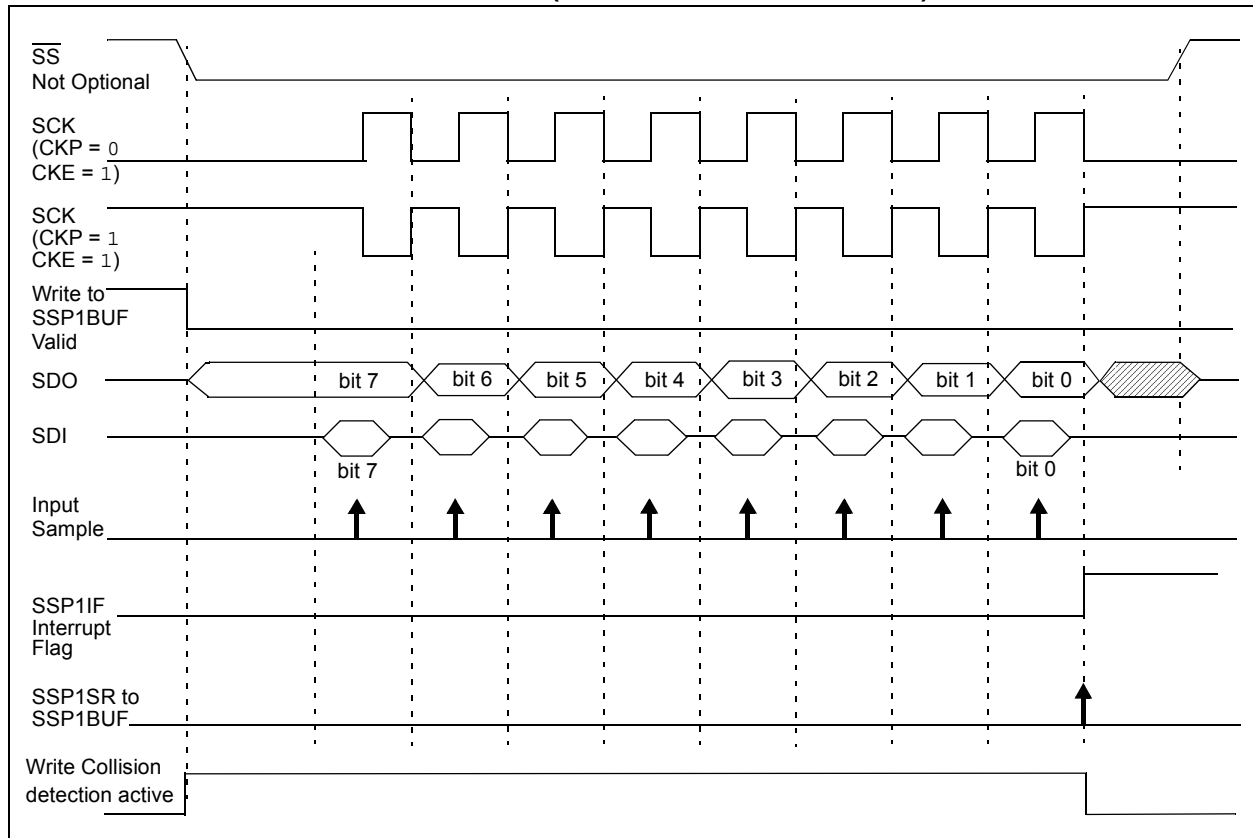 SS
Not Optional
SCK
(CKP = 0
CKE = 1)
SCK
(CKP = 1
CKE = 1)
Write to
SSP1BUF
Valid
SDO
bit 7 bit 6 bit 5 bit 4 bit 3 bit 2 bit 1 bit 0
SDI
bit 7 bit 0
Input
Sample
SSP1IF
Interrupt
Flag
SSP1SR to
SSP1BUF
Write Collision
detection active